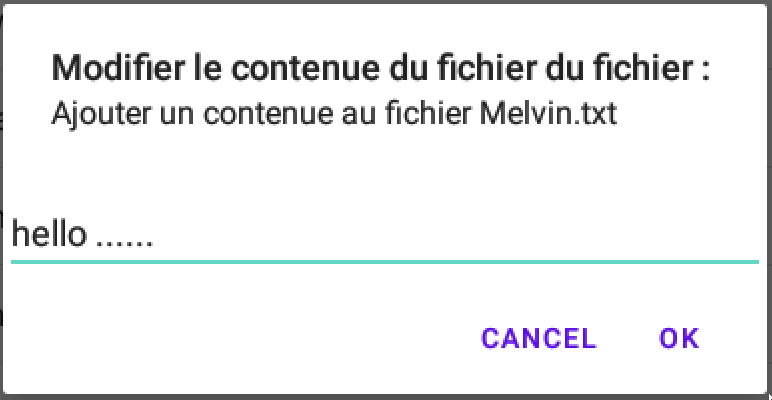 Modifier le contenue du fichier du fichier :
Ajouter un contenue au fichier Melvin.txt
hello ......
CANCEL OK